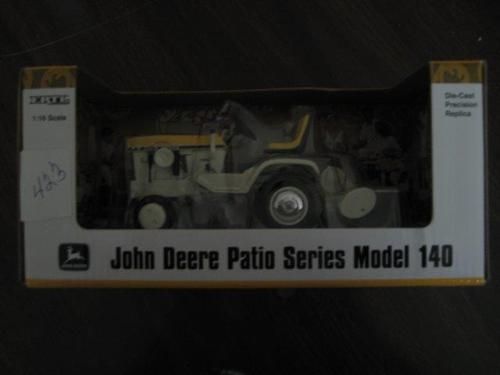 ERTL
1:16 Scale
Die-Cast
Precision
Replica
423
John Deere Patio Series Model 140